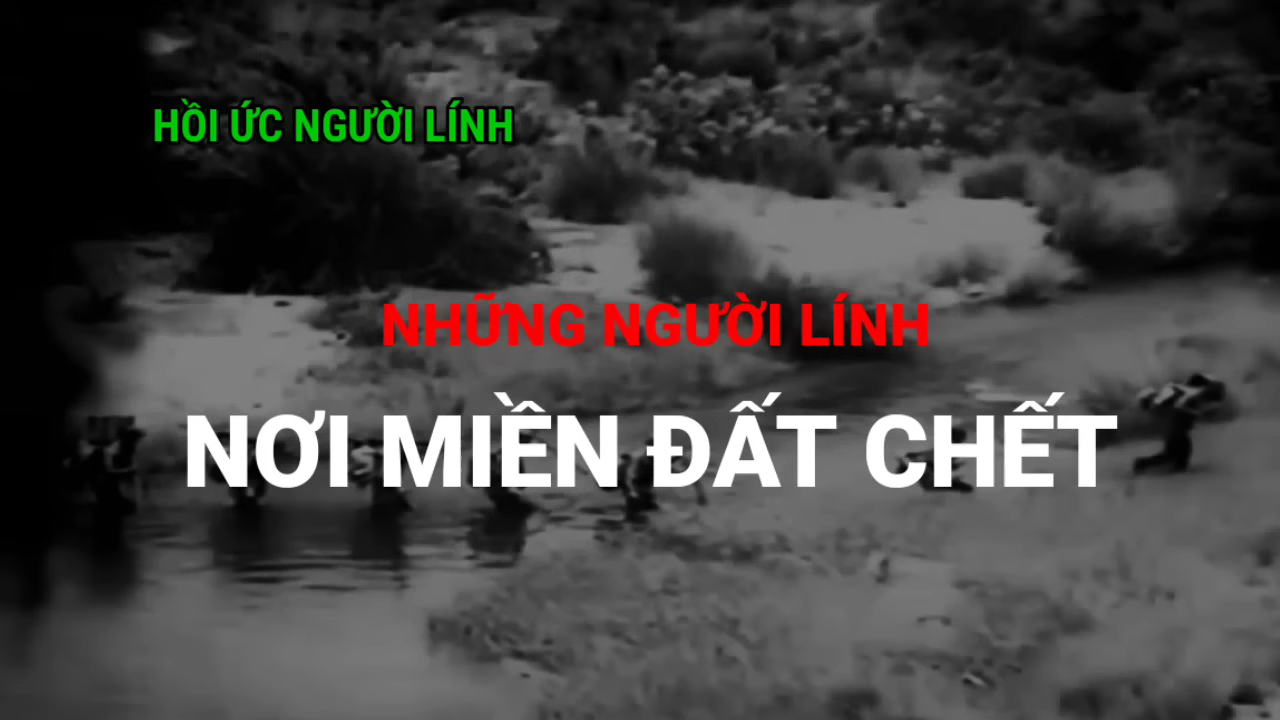 HỒI ỨC NGƯỜI LÍNH
NHỮNG NGƯỜI LÍNH
NƠI MIỀN ĐẤT CHẾT